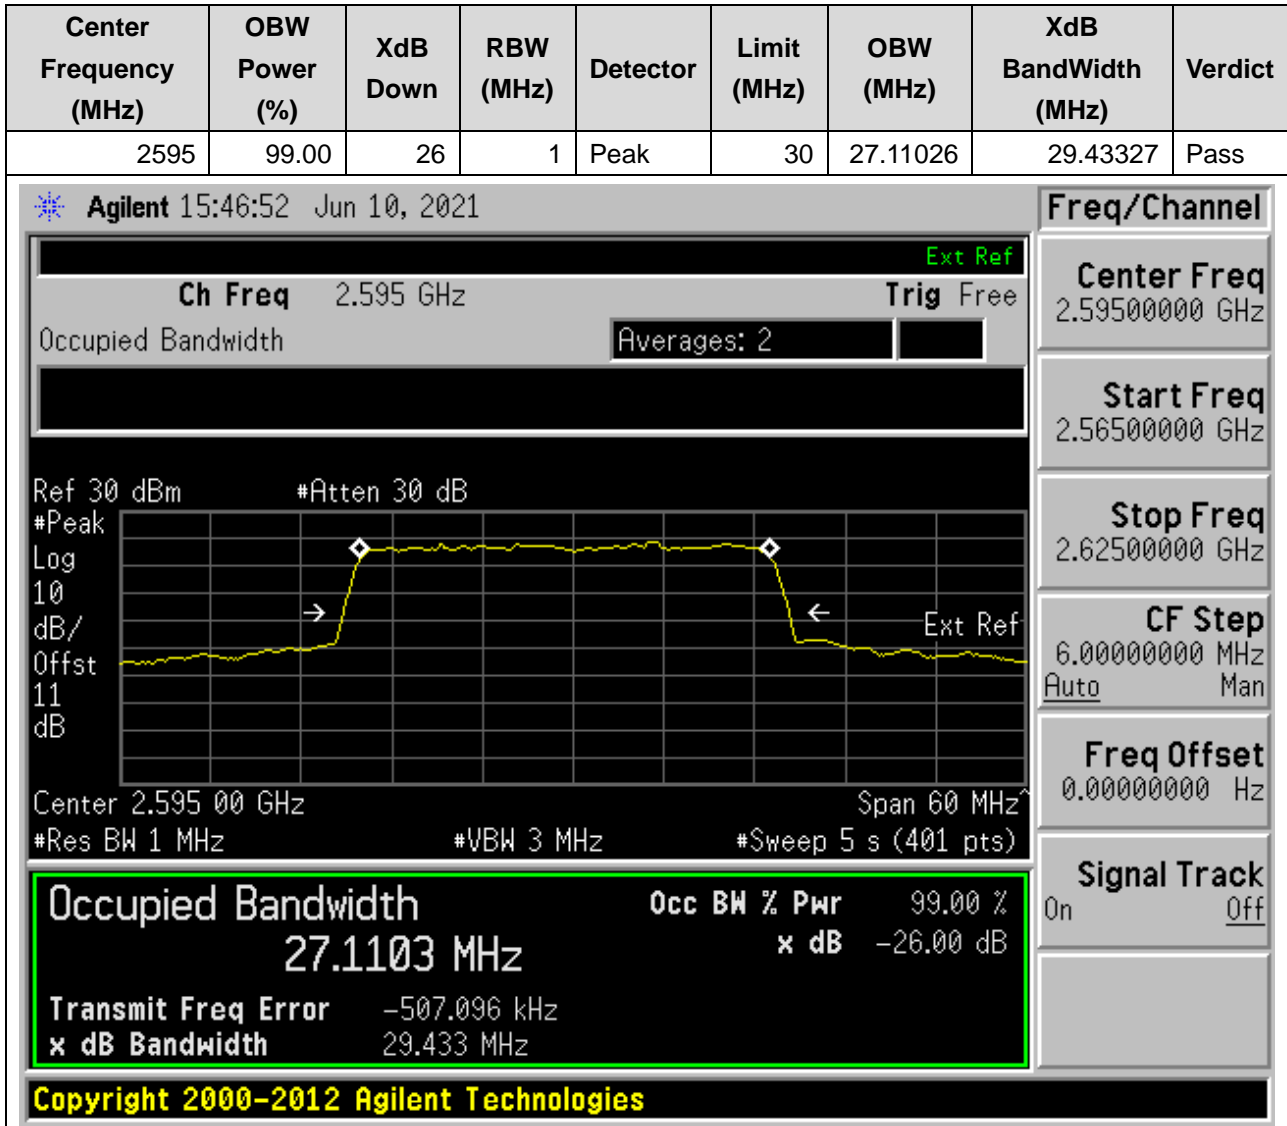 Center Frequency (MHz) OBW Power (%) XdB Down RBW (MHz) Detector Limit (MHz) OBW (MHz) XdB BandWidth (MHz) Verdict
2595 99.00 26 1 Peak 30 27.11026 29.43327 Pass
Agilent 15:46:52 Jun 10, 2021
Ext Ref
Ch Freq 2.595 GHz Trig Free
Occupied Bandwidth Averages: 2
Ref 30 dBm #Atten 30 dB
#Peak
Log
10
dB/
Offst
11
dB
Ext Ref
Center 2.595 00 GHz Span 60 MHz^
#Res BW 1 MHz #VBW 3 MHz #Sweep 5 s (401 pts)
Occupied Bandwidth
27.1103 MHz
Occ BW % Pwr 99.00 %
x dB -26.00 dB
Transmit Freq Error -507.096 kHz
x dB Bandwidth 29.433 MHz
Copyright 2000-2012 Agilent Technologies
Freq/Channel
Center Freq
2.59500000 GHz
Start Freq
2.56500000 GHz
Stop Freq
2.62500000 GHz
CF Step
6.00000000 MHz
Auto Man
Freq Offset
0.00000000 Hz
Signal Track
On Off